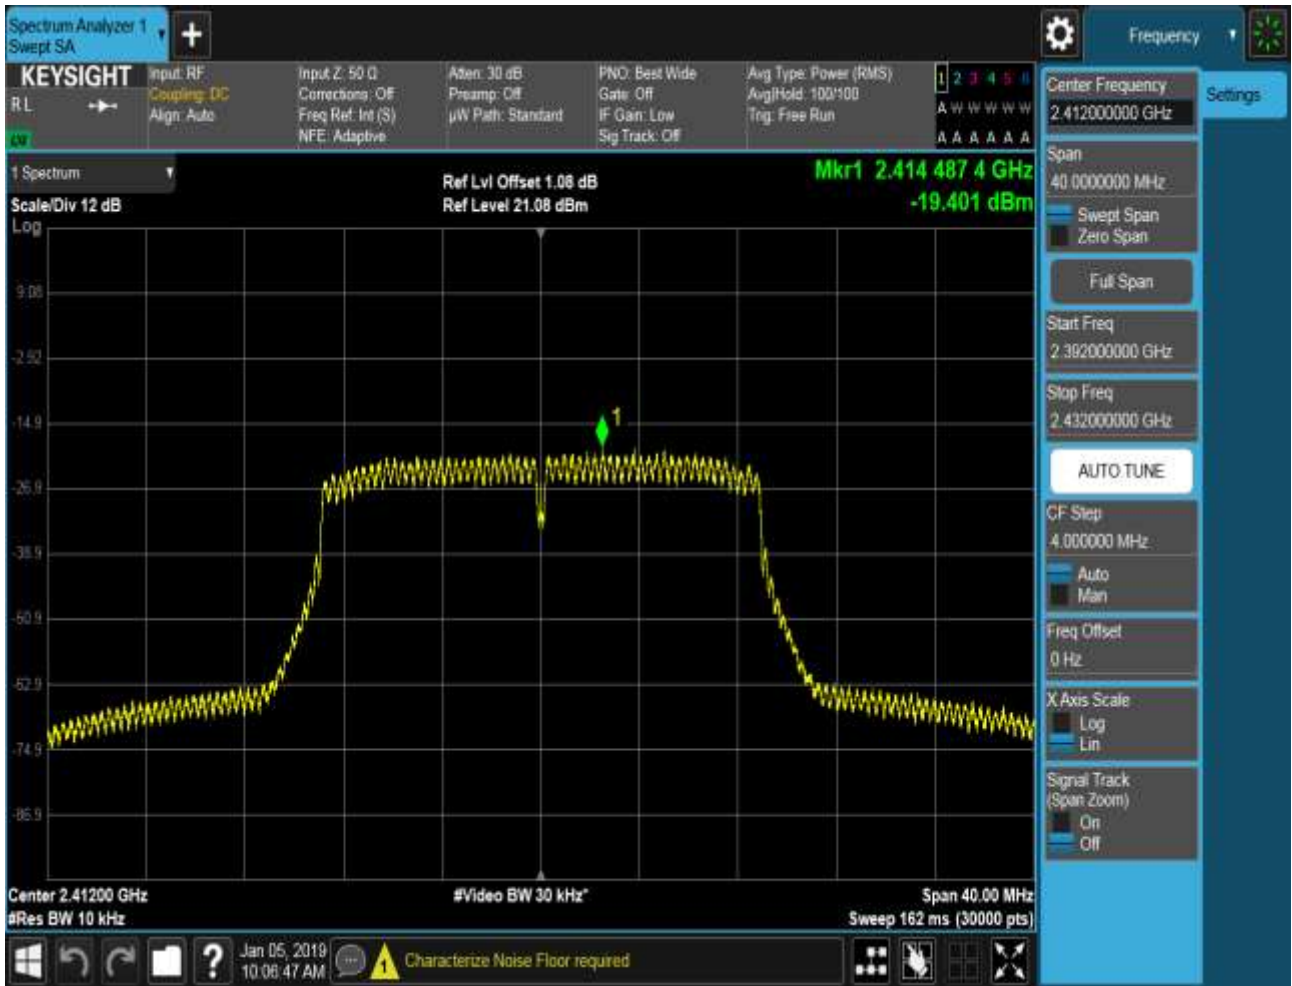 Spectrum Analyzer 1
Swept SA
+
Frequency
KEYSIGHT
RL
LXI
Input: RF
Coupling: DC
Align: Auto
Input Z: 50 Ω
Corrections: Off
Freq Ref: Int (S)
NFE: Adaptive
Atten: 30 dB
Preamp: Off
µW Path: Standard
PNO: Best Wide
Gate: Off
IF Gain: Low
Sig Track: Off
Avg Type: Power (RMS)
Avg|Hold: 100/100
Trig: Free Run
1 2 3 4 5 6
A W W W W W
A A A A A A
1 Spectrum
Scale/Div 12 dB
Log
Ref Lvl Offset 1.08 dB
Ref Level 21.08 dBm
Mkr1 2.414 487 4 GHz
-19.401 dBm
9.08
-2.92
-14.9
-26.9
-38.9
-50.9
-62.9
-74.9
-86.9
1
Center 2.41200 GHz
#Res BW 10 kHz
#Video BW 30 kHz*
Span 40.00 MHz
Sweep 162 ms (30000 pts)
?
Jan 05, 2019
10:06:47 AM
1
Characterize Noise Floor required
Center Frequency
2.412000000 GHz
Settings
Span
40.0000000 MHz
Swept Span
Zero Span
Full Span
Start Freq
2.392000000 GHz
Stop Freq
2.432000000 GHz
AUTO TUNE
CF Step
4.000000 MHz
Auto
Man
Freq Offset
0 Hz
X Axis Scale
Log
Lin
Signal Track
(Span Zoom)
On
Off